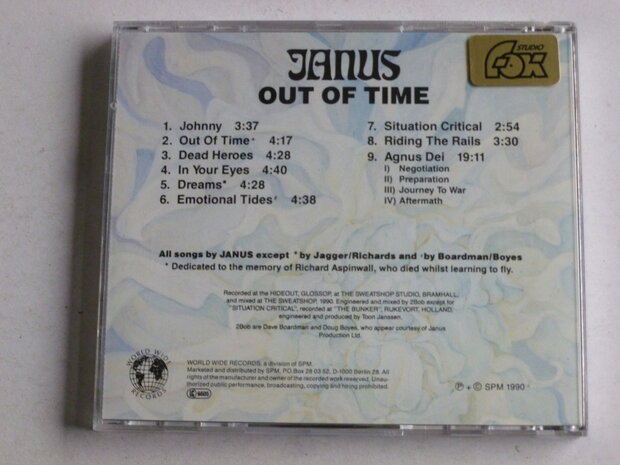 JANUS
STUDIO
FOX
OUT OF TIME
1. Johnny 3:37
2. Out Of Time* 4:17
3. Dead Heroes 4:28
4. In Your Eyes 4:40
5. Dreams* 4:28
6. Emotional Tides 4:38
7. Situation Critical 2:54
8. Riding The Rails 3:30
9. Agnus Dei 19:11
I) Negotiation
II) Preparation
III) Journey To War
IV) Aftermath
All songs by JANUS except * by Jagger/Richards and by Boardman/Boyes
* Dedicated to the memory of Richard Aspinwall, who died whilst learning to fly.
Recorded at the HIDEOUT, GLOSSOP, at THE SWEATSHOP STUDIO, BRAMHALL,
and mixed at THE SWEATSHOP, 1990. Engineered and mixed by 2Bob except for
"SITUATION CRITICAL", recorded at "THE BUNKER", RUKEVORT, HOLLAND,
engineered and produced by Toon Janssen.
2Bob are Dave Boardman and Doug Boyes, who appear courtesy of Janus
Production Ltd.
WORLD WIDE RECORDS
WORLD WIDE RECORDS, a division of SPM.
Marketed and distributed by SPM, P.O. Box 28 03 52, D-1000 Berlin 28. All
rights of the manufacturer and owner of the recorded work reserved. Unau-
thorized public performance, broadcasting, copying and hiring prohibited.
℗ + © SPM 1990